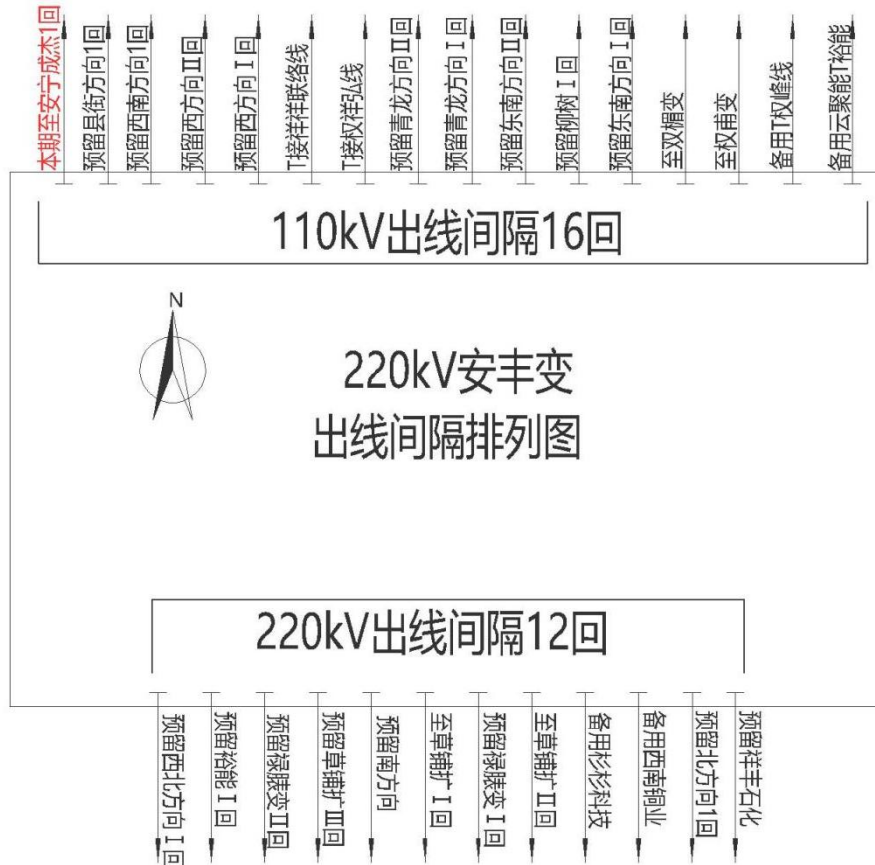 本期至安宁成杰1回
预留县街方向1回
预留西南方向1回
预留西方向Ⅱ回
预留西方向Ⅰ回
T接祥祥联络线
T接权祥弘线
预留青龙方向Ⅱ回
预留青龙方向Ⅰ回
预留东南方向Ⅱ回
预留柳树Ⅰ回
预留东南方向Ⅰ回
至双楣变
至权甫变
备用T权峰线
备用云聚能T裕能
110kV出线间隔16回
N
220kV安丰变
出线间隔排列图
220kV出线间隔12回
预留西北方向Ⅰ回
预留裕能Ⅰ回
预留禄脿变Ⅱ回
预留草铺扩Ⅲ回
预留南方向
至草铺扩Ⅰ回
预留禄脿变Ⅰ回
至草铺扩Ⅱ回
备用杉杉科技
备用西南铜业
预留北方向1回
预留祥丰石化